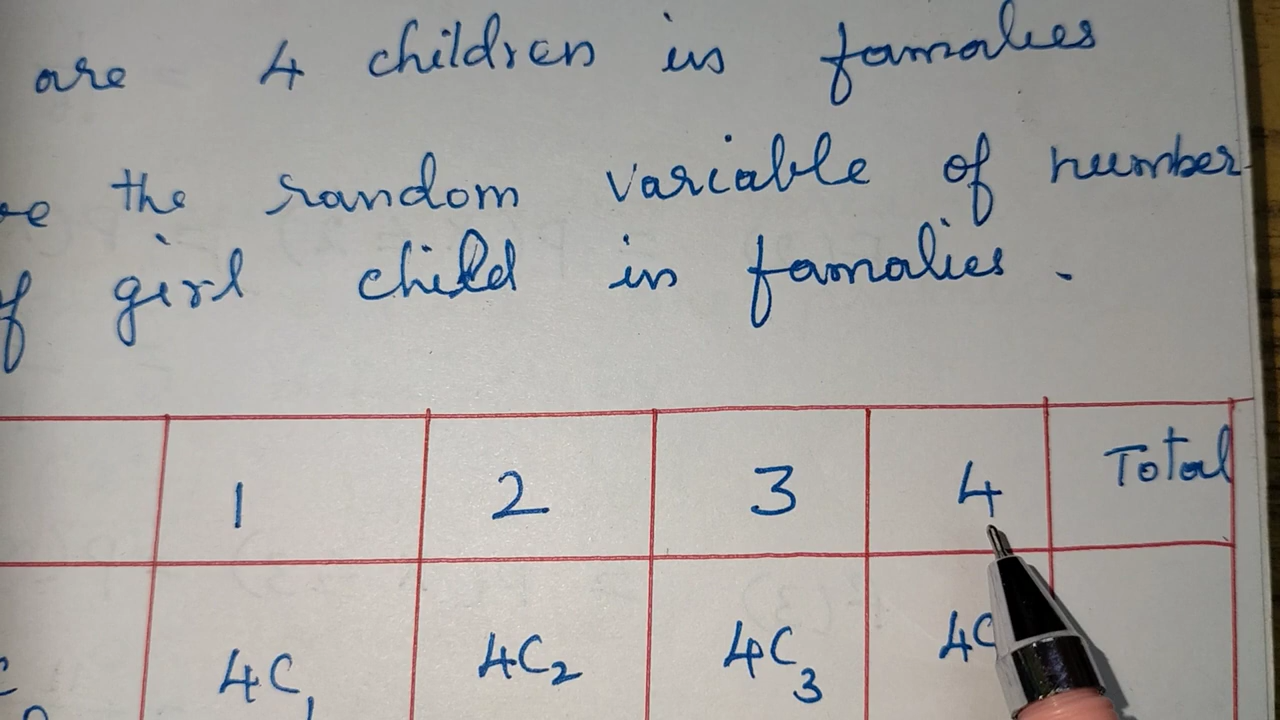 are 4 children in famalies
the random variable of number
girl child in famalies.
1 2 3 4 Total
4C1 4C2 4C3 4C